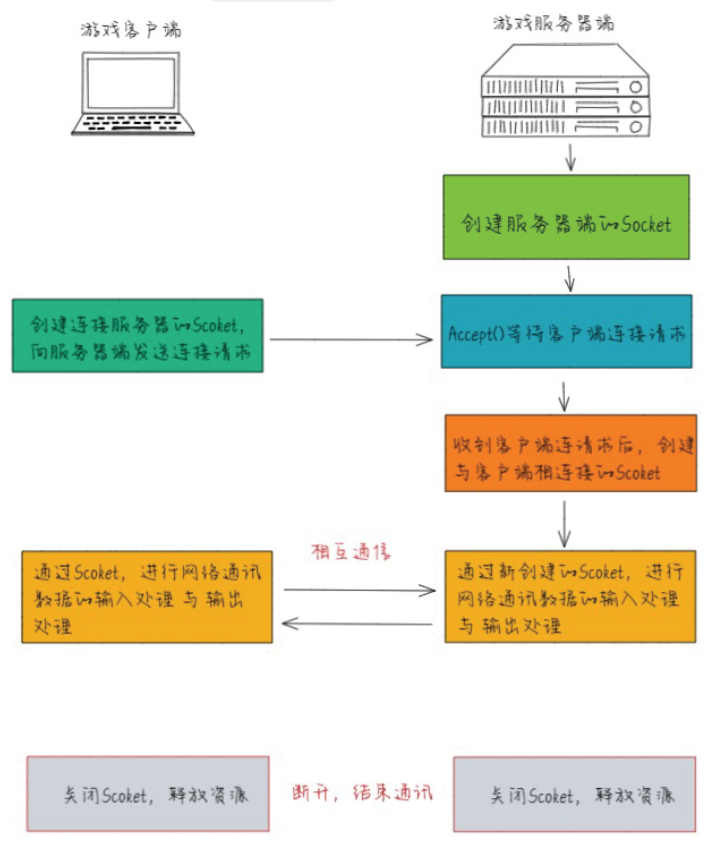 游戏客户端
游戏服务器端
创建服务器端的Socket
创建连接服务器的Scoket,
向服务器端发送连接请求
Accept()等待客户端连接请求
收到客户端连请求后，创建
与客户端相连接的Scoket
相互通信
通过Scoket，进行网络通讯
数据的输入处理 与 输出
处理
通过新创建的Scoket，进行
网络通讯数据的输入处理
与 输出处理
关闭Scoket，释放资源
断开，结束通讯
关闭Scoket，释放资源